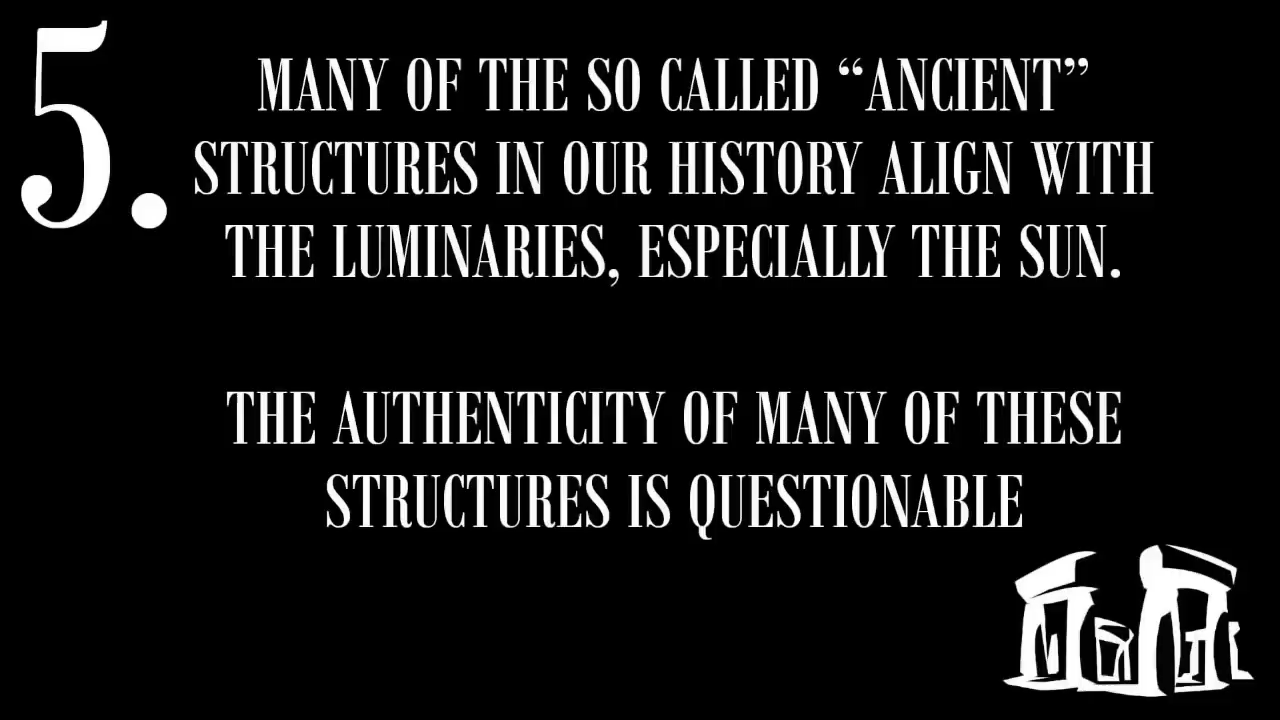 5.
MANY OF THE SO CALLED “ANCIENT”
STRUCTURES IN OUR HISTORY ALIGN WITH
THE LUMINARIES, ESPECIALLY THE SUN.
THE AUTHENTICITY OF MANY OF THESE
STRUCTURES IS QUESTIONABLE